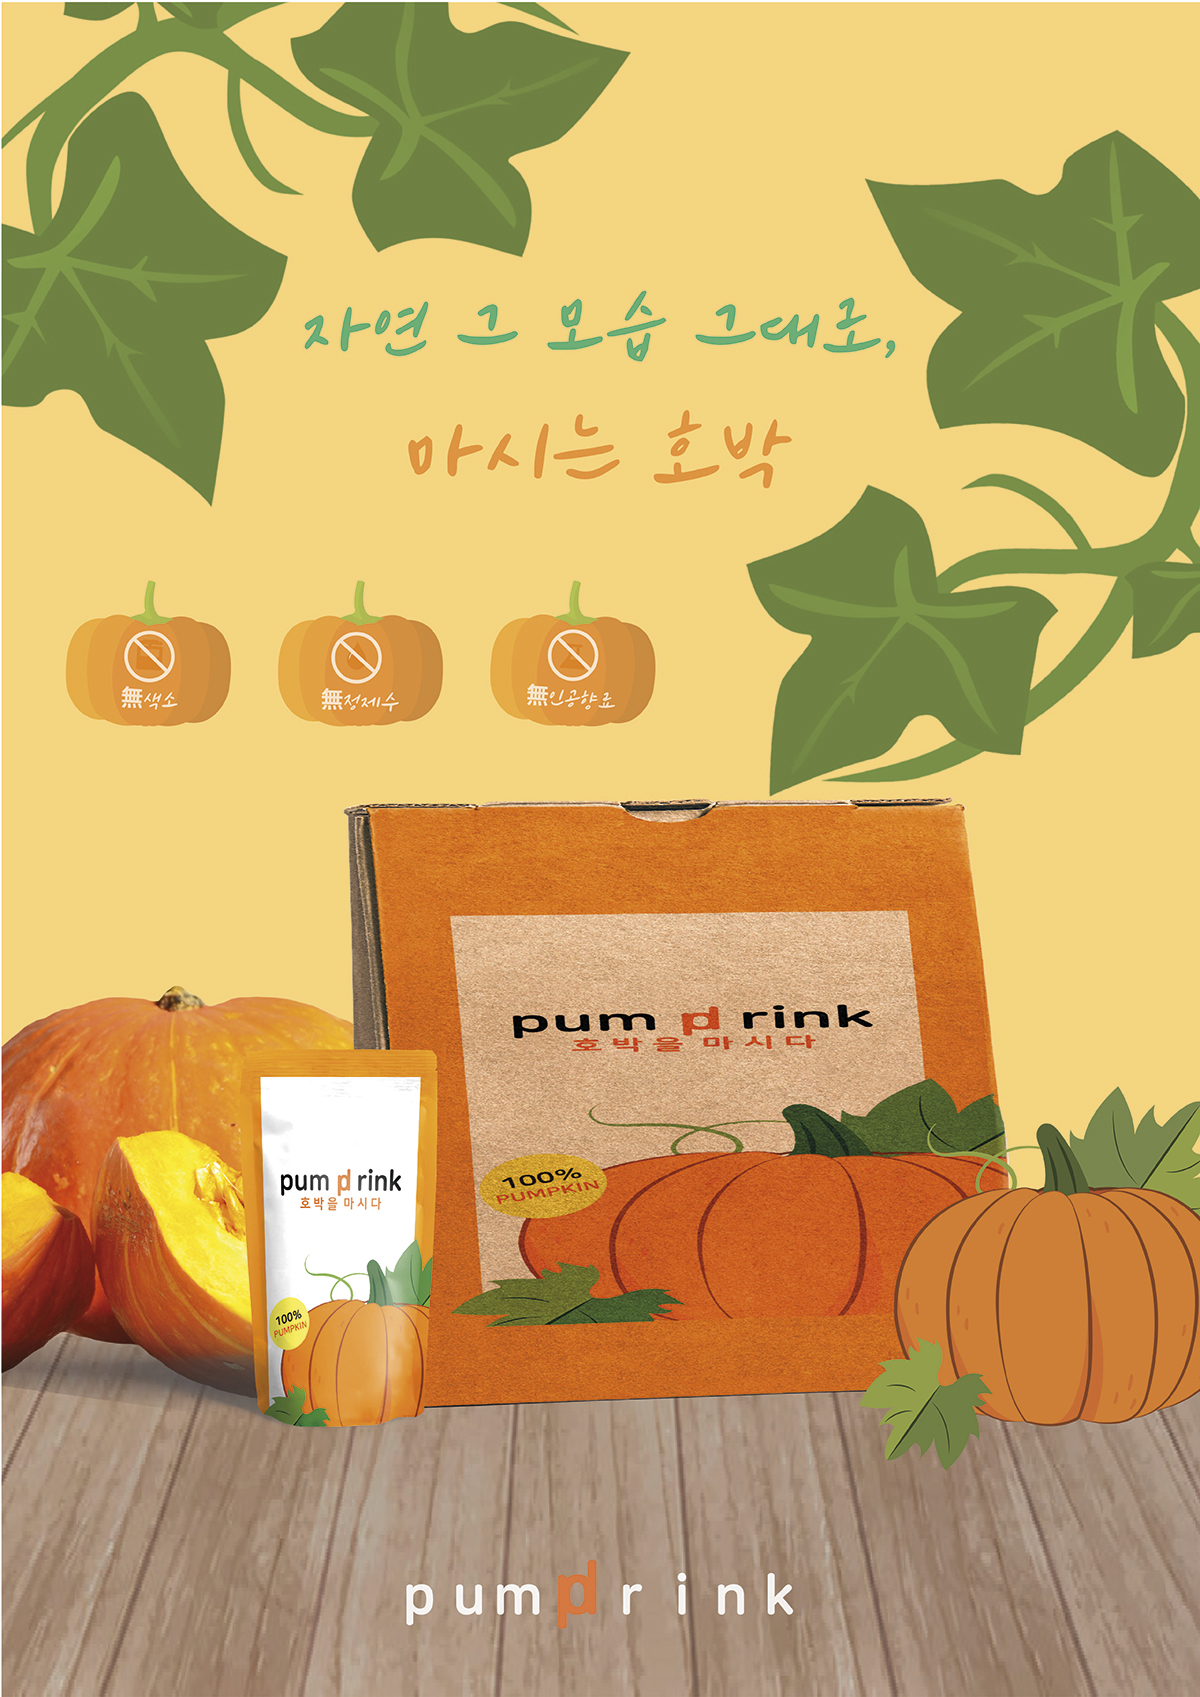 자연 그 모습 그대로,
마시는 호박
無색소
無정제수
無인공향료
pum p rink
호박을 마시다
100%
PUMPKIN
pum p rink
호박을 마시다
100%
PUMPKIN
pumprink